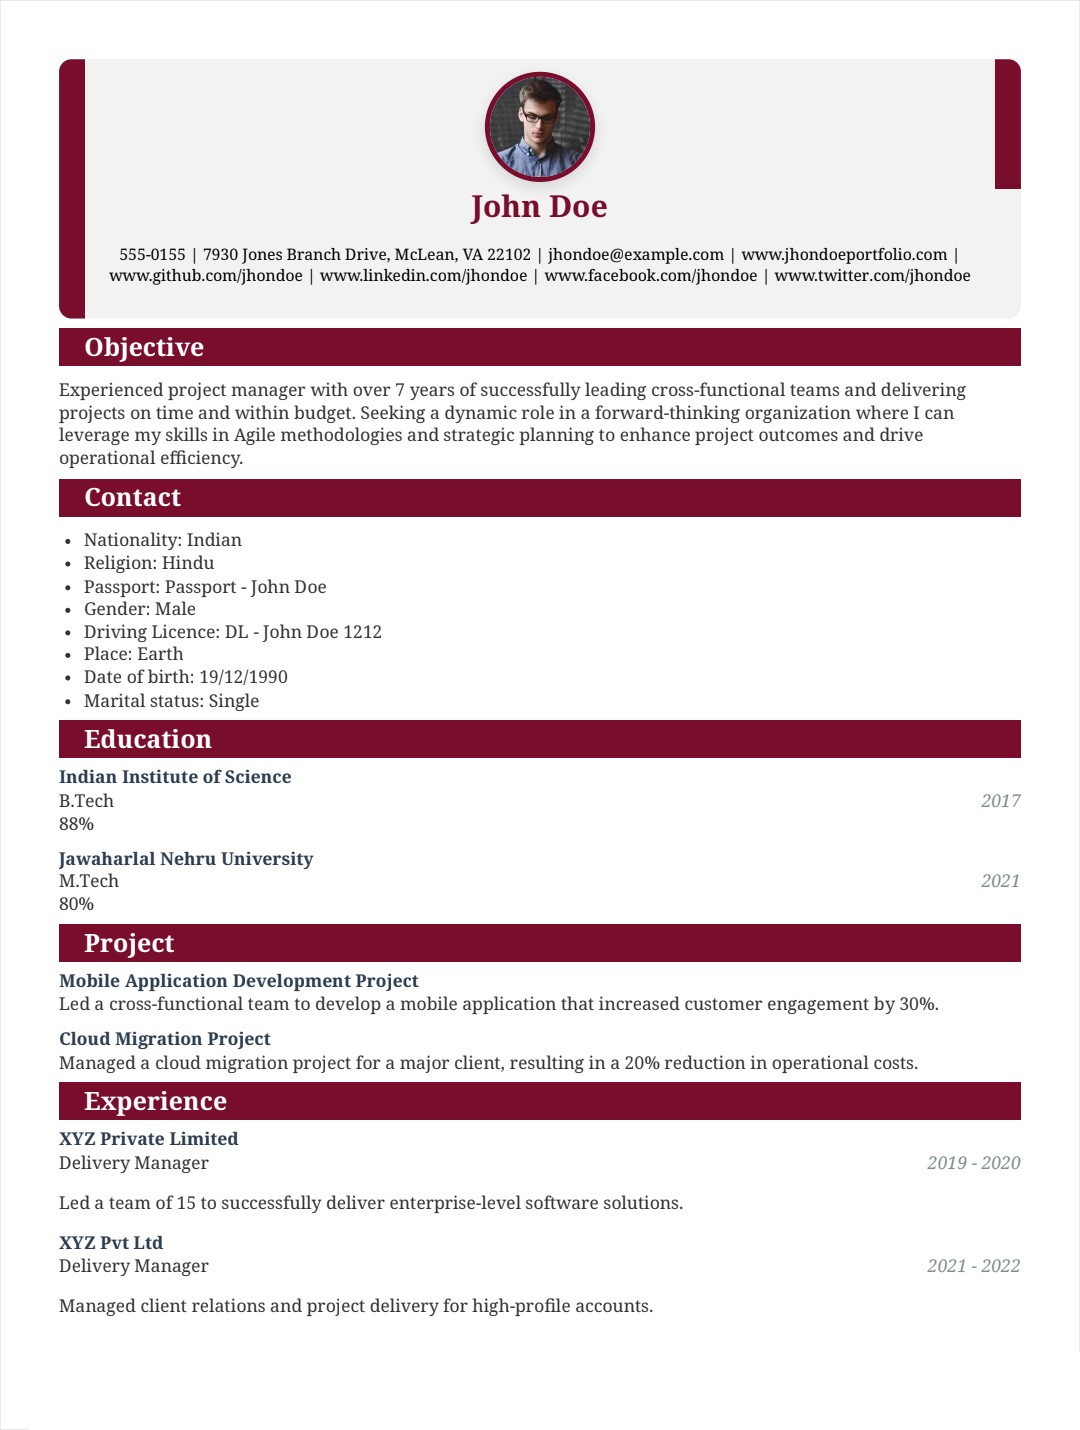 John Doe
555-0155 | 7930 Jones Branch Drive, McLean, VA 22102 | jhondoe@example.com | www.jhondoeportfolio.com |
www.github.com/jhondoe | www.linkedin.com/jhondoe | www.facebook.com/jhondoe | www.twitter.com/jhondoe
Objective
Experienced project manager with over 7 years of successfully leading cross-functional teams and delivering
projects on time and within budget. Seeking a dynamic role in a forward-thinking organization where I can
leverage my skills in Agile methodologies and strategic planning to enhance project outcomes and drive
operational efficiency.
Contact
• Nationality: Indian
• Religion: Hindu
• Passport: Passport - John Doe
• Gender: Male
• Driving Licence: DL - John Doe 1212
• Place: Earth
• Date of birth: 19/12/1990
• Marital status: Single
Education
Indian Institute of Science
B.Tech 2017
88%
Jawaharlal Nehru University
M.Tech 2021
80%
Project
Mobile Application Development Project
Led a cross-functional team to develop a mobile application that increased customer engagement by 30%.
Cloud Migration Project
Managed a cloud migration project for a major client, resulting in a 20% reduction in operational costs.
Experience
XYZ Private Limited
Delivery Manager 2019 - 2020
Led a team of 15 to successfully deliver enterprise-level software solutions.
XYZ Pvt Ltd
Delivery Manager 2021 - 2022
Managed client relations and project delivery for high-profile accounts.